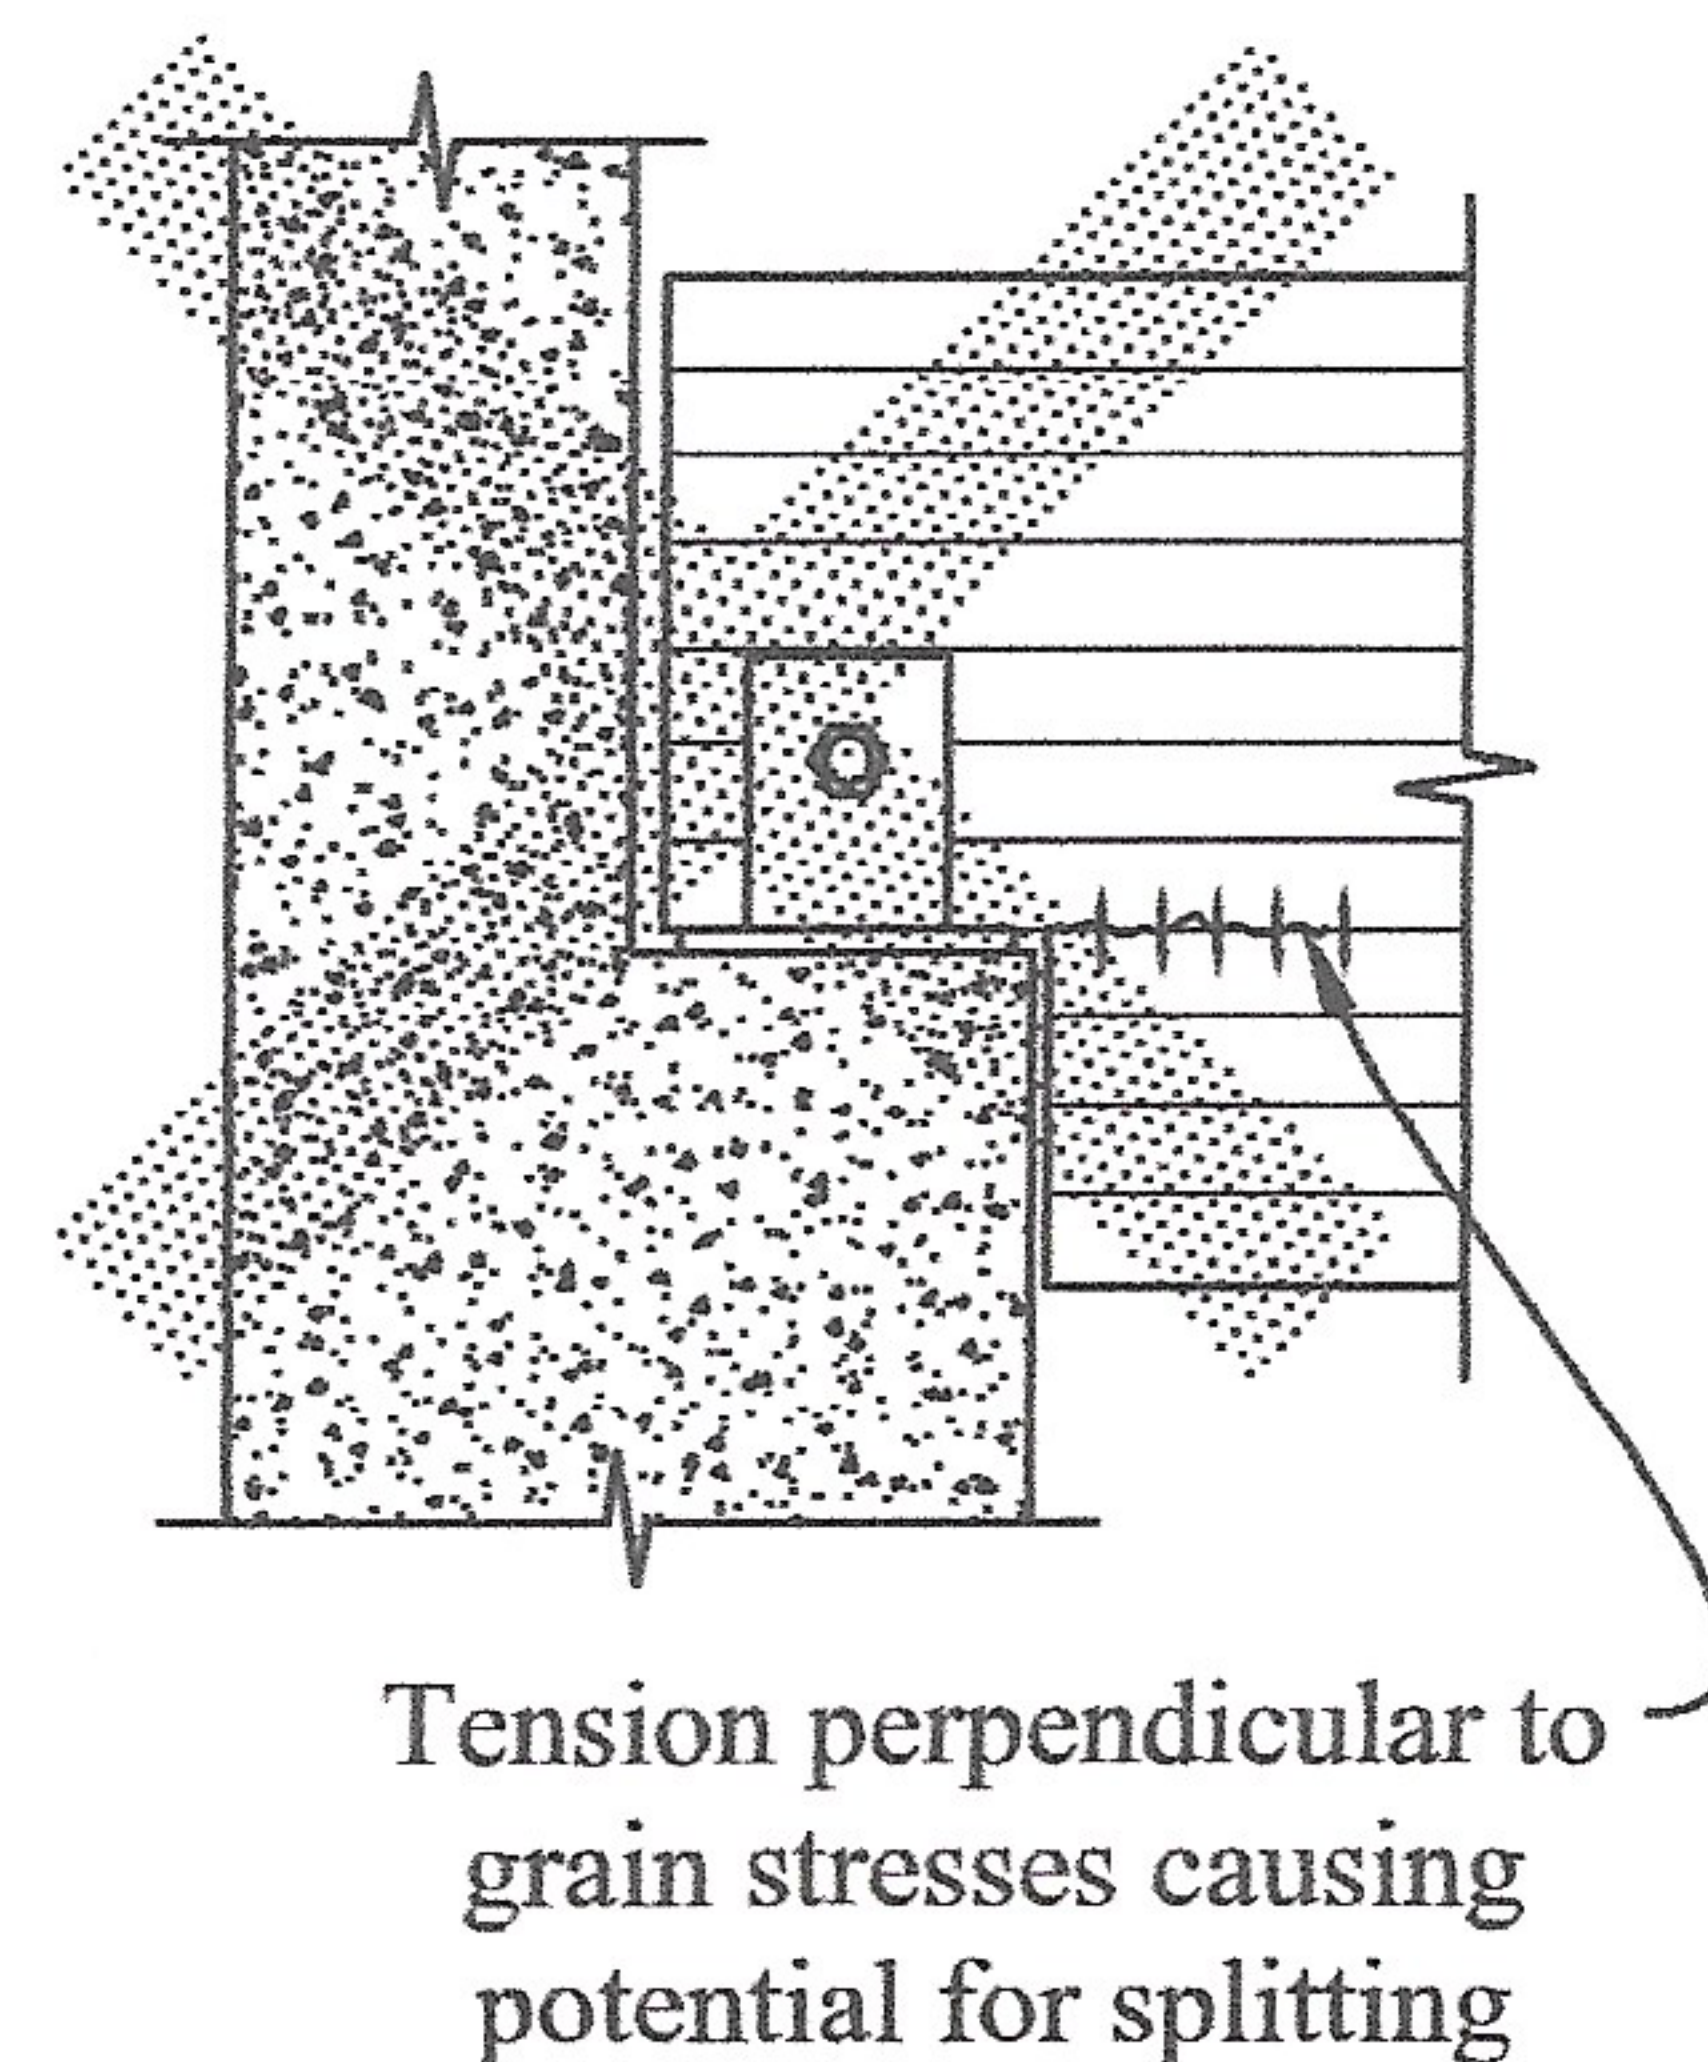 Tension perpendicular to
grain stresses causing
potential for splitting